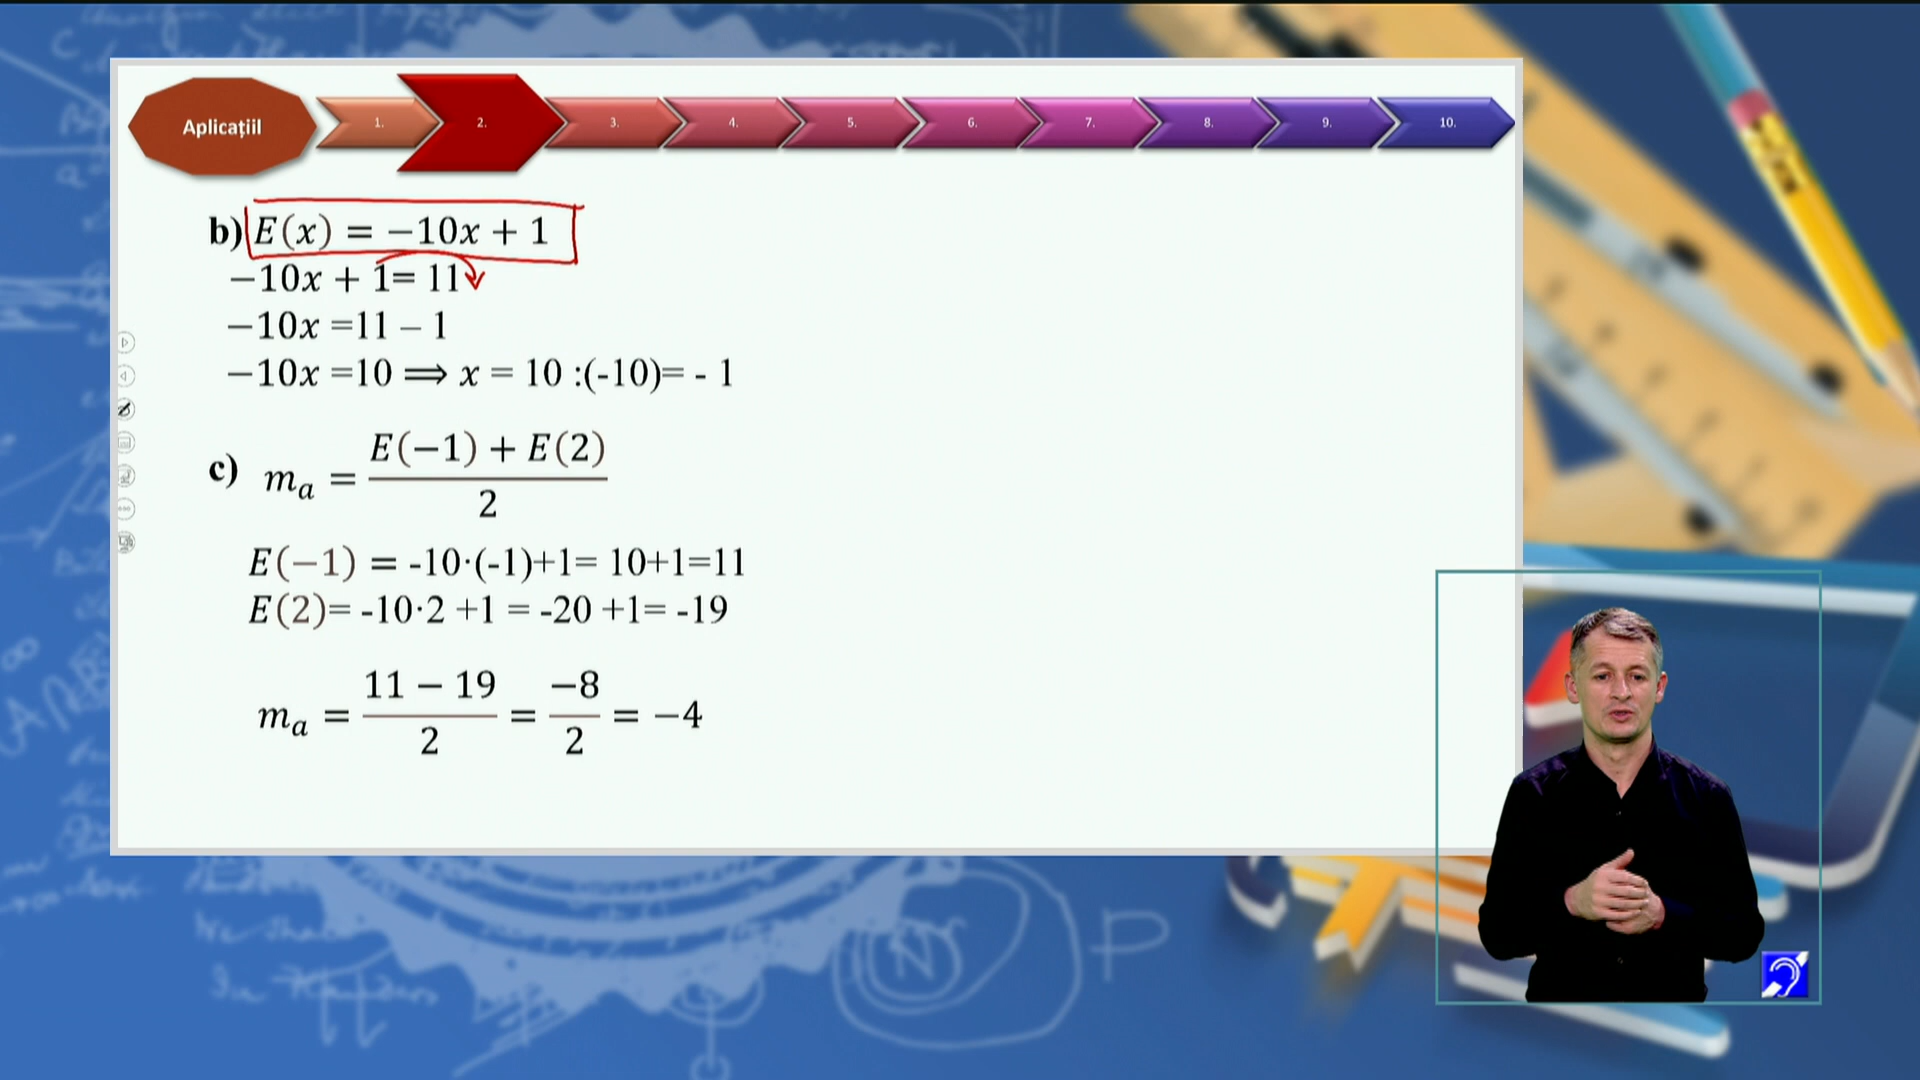 Aplicațiil
1. 2. 3. 4. 5. 6. 7. 8. 9. 10.
b) E(x) = −10x + 1
−10x + 1= 11
−10x =11 – 1
−10x =10 ⟹ x = 10 :(-10)= - 1
c) mₐ = (E(−1) + E(2))/2
E(−1) = -10·(-1)+1= 10+1=11
E(2)= -10·2 +1 = -20 +1= -19
mₐ = (11 − 19)/2 = (−8)/2 = −4
P